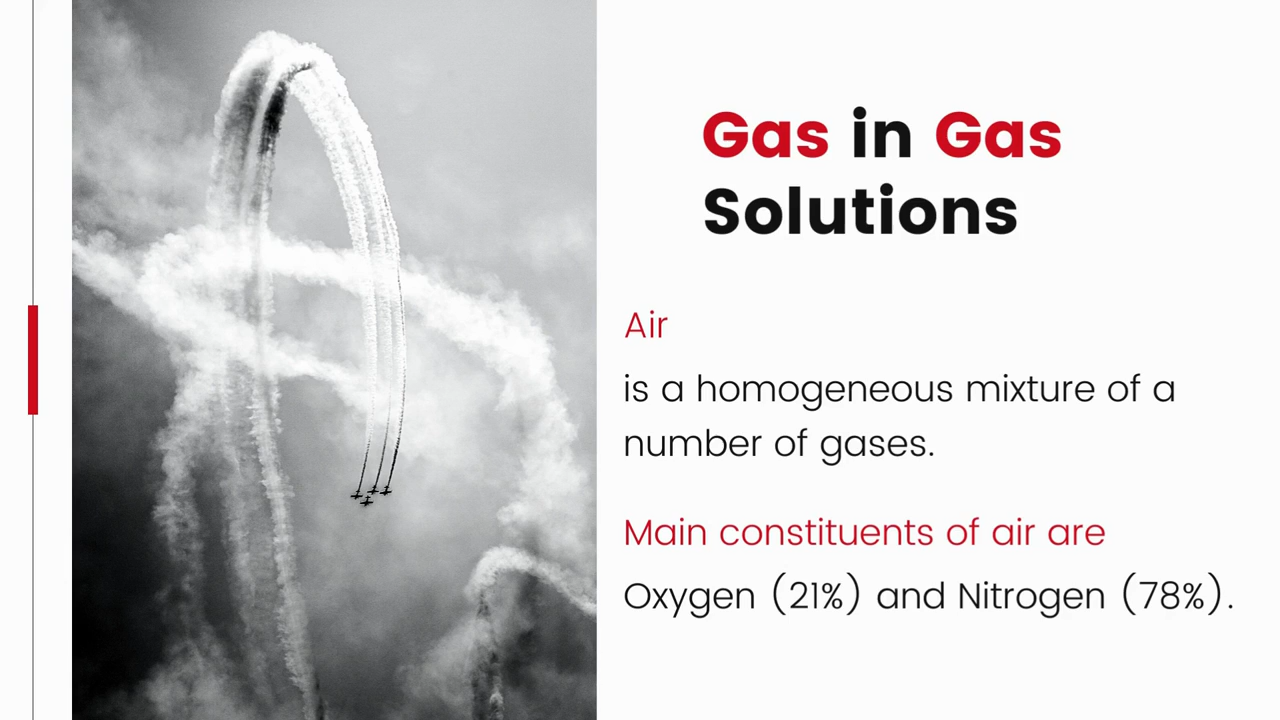 Gas in Gas
Solutions
Air
is a homogeneous mixture of a
number of gases.
Main constituents of air are
Oxygen (21%) and Nitrogen (78%).